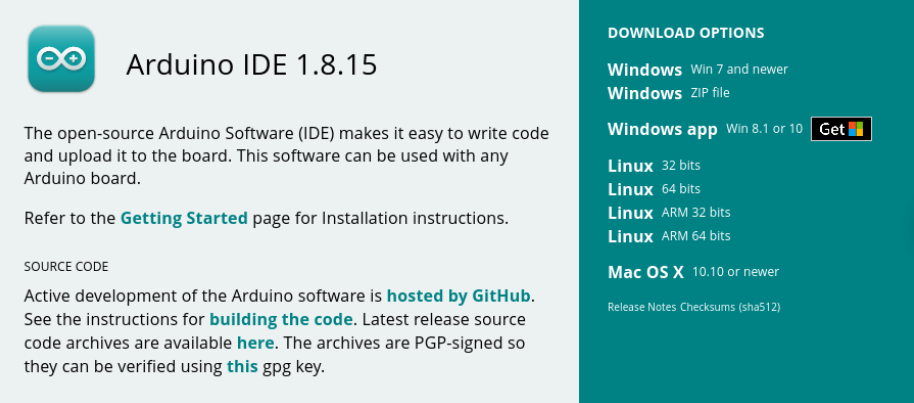 Arduino IDE 1.8.15
The open-source Arduino Software (IDE) makes it easy to write code
and upload it to the board. This software can be used with any
Arduino board.
Refer to the Getting Started page for Installation instructions.
SOURCE CODE
Active development of the Arduino software is hosted by GitHub.
See the instructions for building the code. Latest release source
code archives are available here. The archives are PGP-signed so
they can be verified using this gpg key.
DOWNLOAD OPTIONS
Windows Win 7 and newer
Windows ZIP file
Windows app Win 8.1 or 10 Get
Linux 32 bits
Linux 64 bits
Linux ARM 32 bits
Linux ARM 64 bits
Mac OS X 10.10 or newer
Release Notes Checksums (sha512)